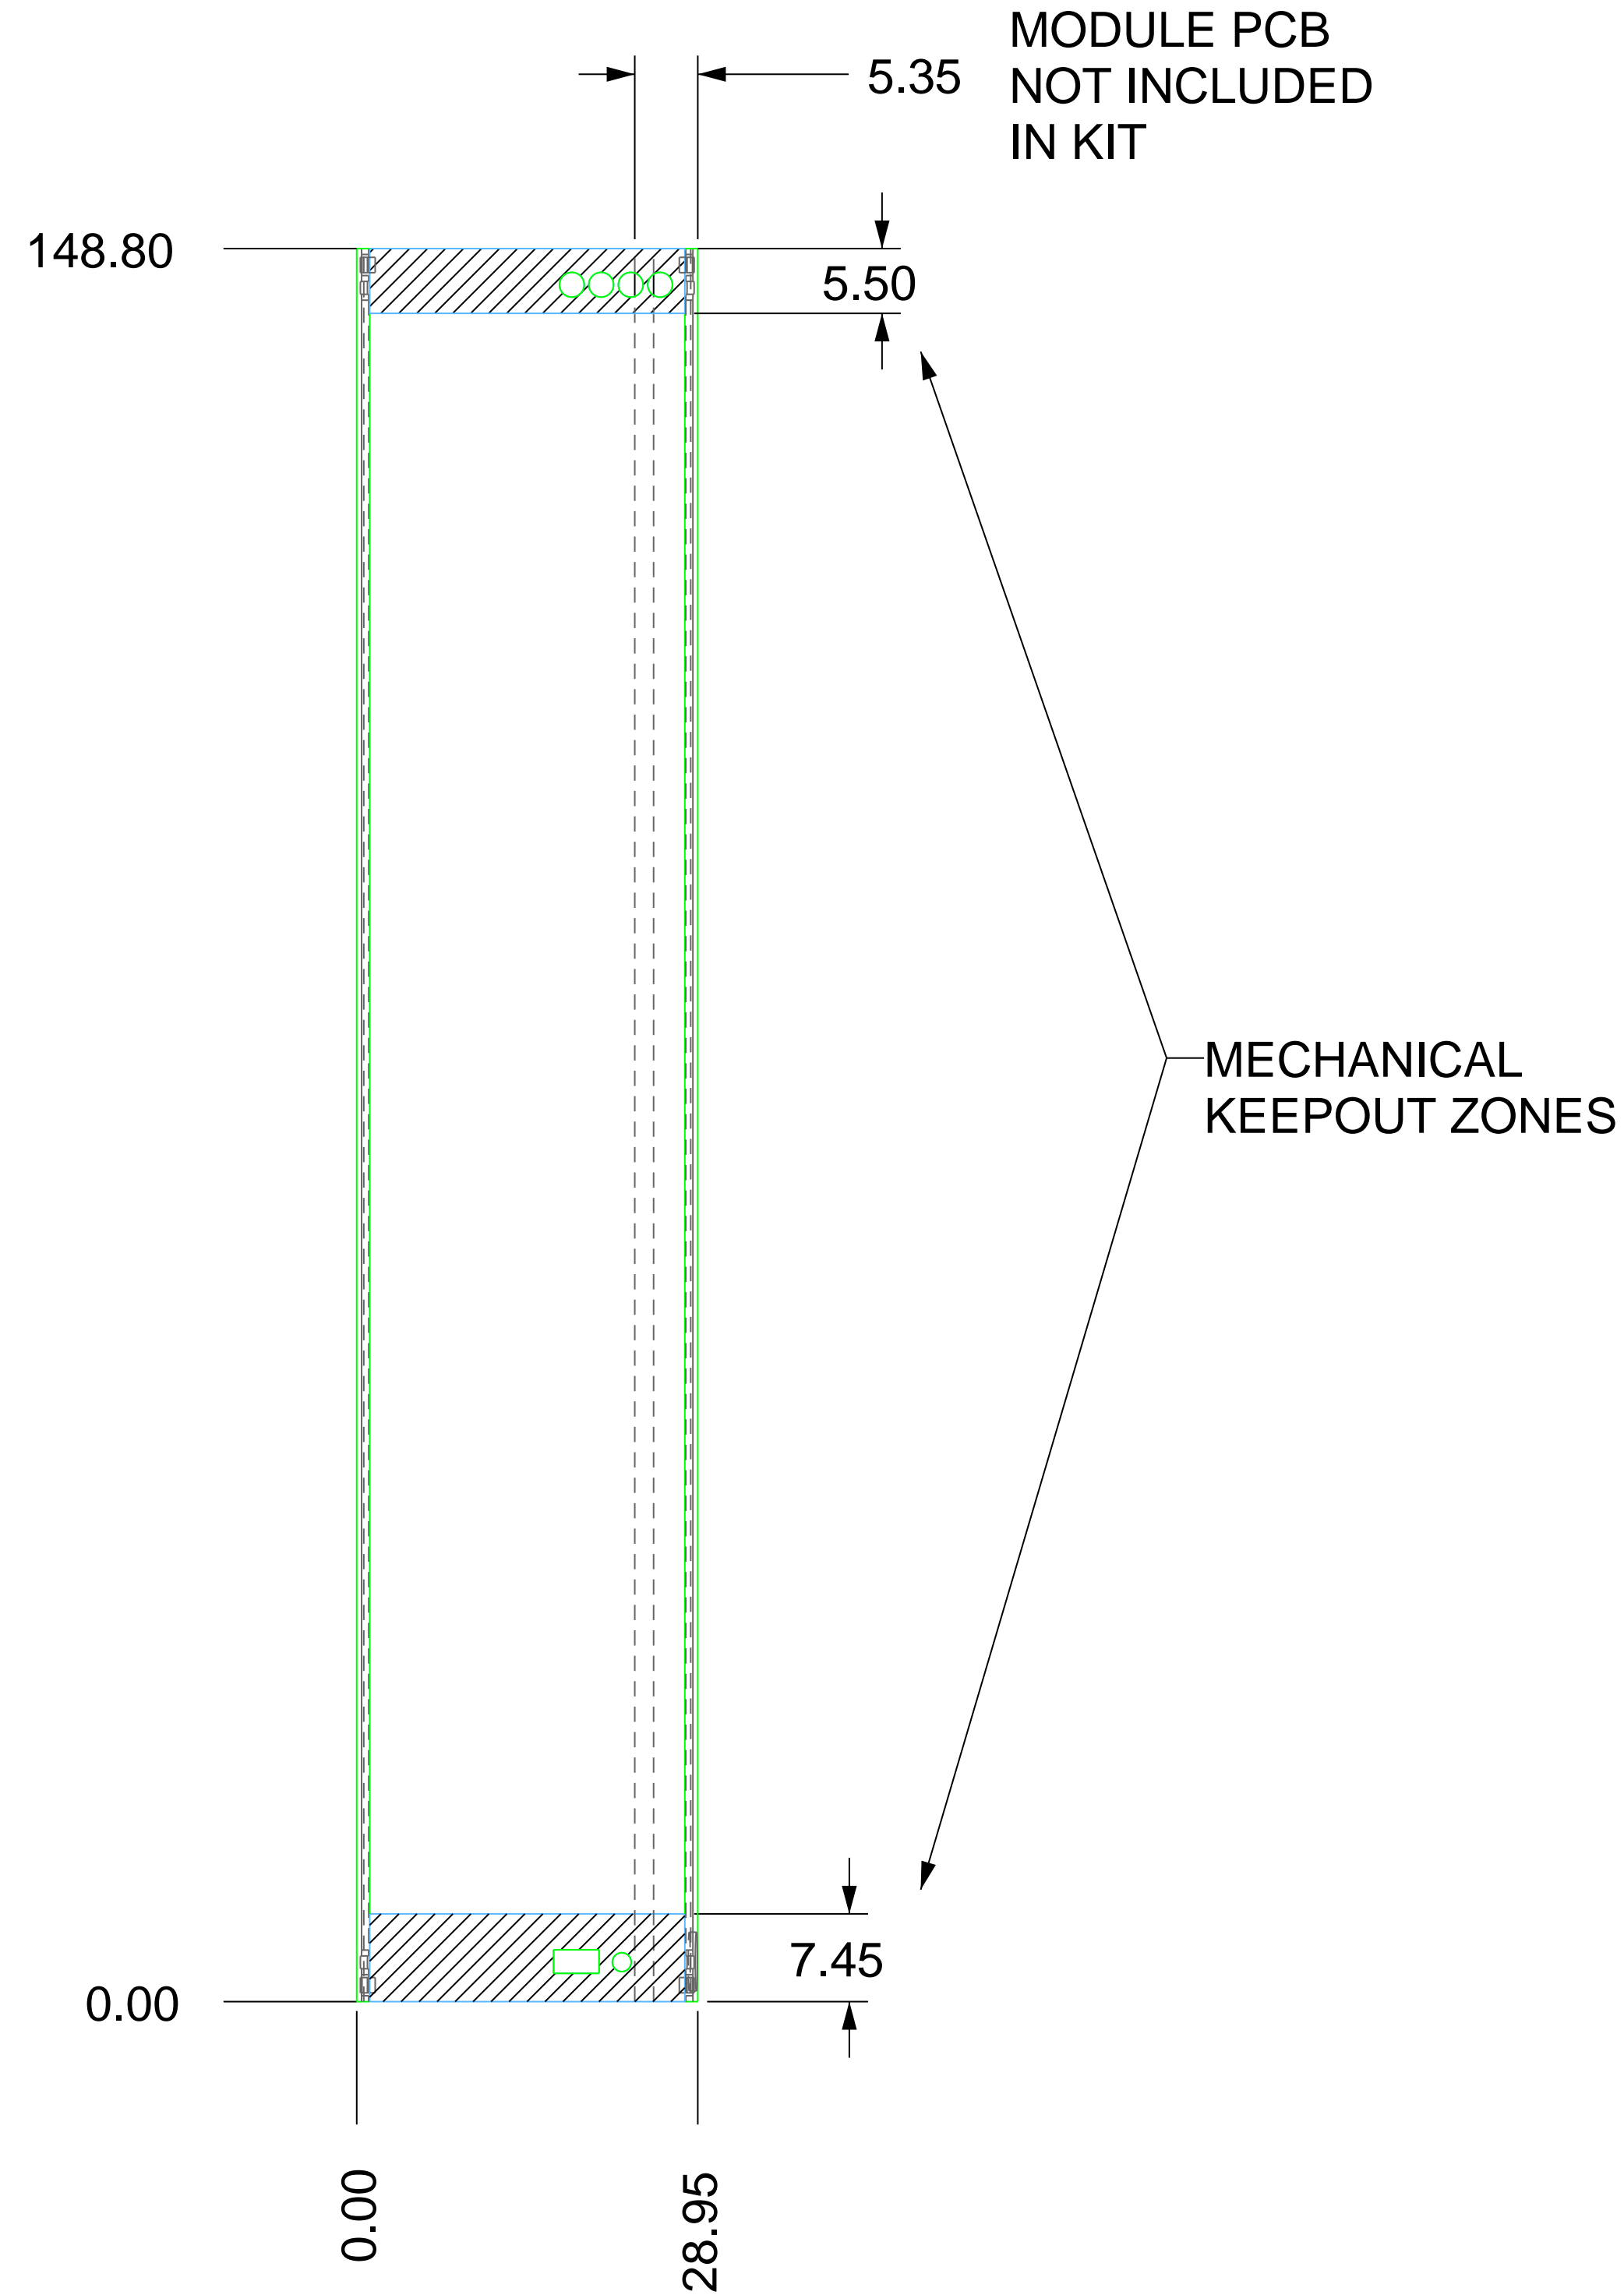 MODULE PCB
NOT INCLUDED
IN KIT
5.35
148.80
5.50
MECHANICAL
KEEPOUT ZONES
7.45
0.00
0.00
28.95